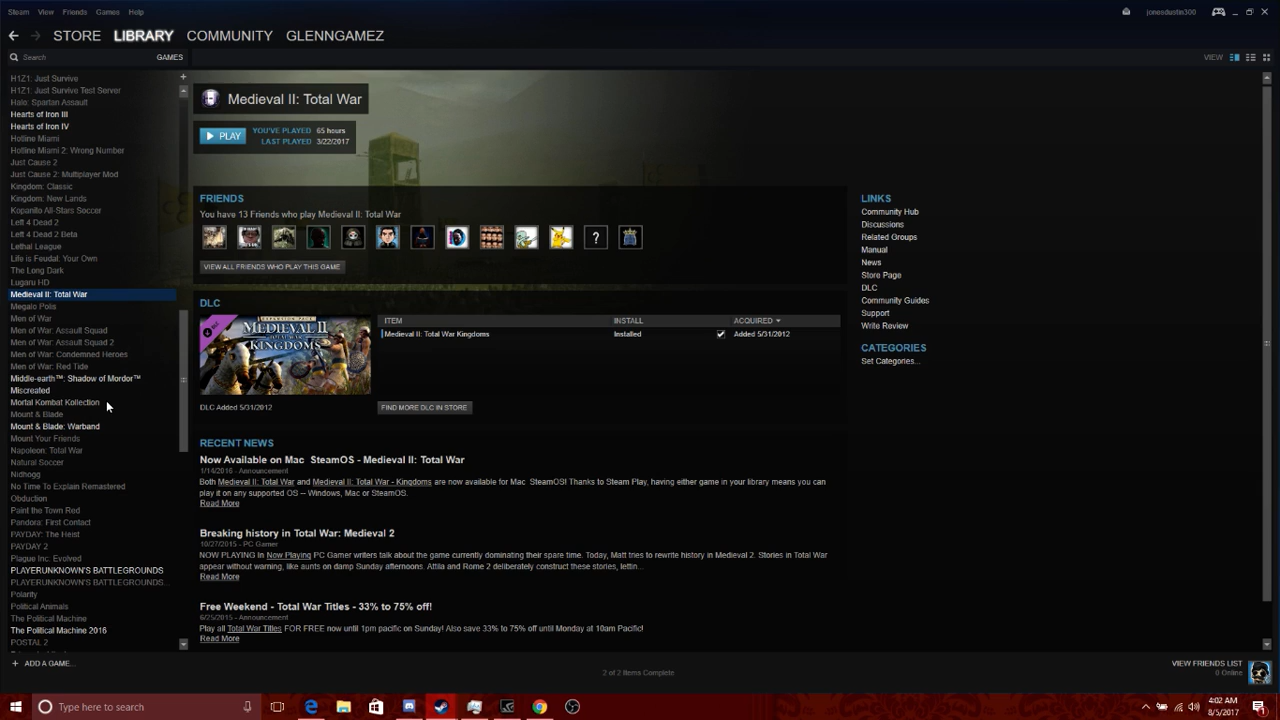 Steam View Friends Games Help
jonesdustin300
STORE LIBRARY COMMUNITY GLENNGAMEZ
Search GAMES
VIEW
H1Z1: Just Survive
H1Z1: Just Survive Test Server
Halo: Spartan Assault
Hearts of Iron III
Hearts of Iron IV
Hotline Miami
Hotline Miami 2: Wrong Number
Just Cause 2
Just Cause 2: Multiplayer Mod
Kingdom: Classic
Kingdom: New Lands
Kopanito All-Stars Soccer
Left 4 Dead 2
Left 4 Dead 2 Beta
Lethal League
Life is Feudal: Your Own
The Long Dark
Lugaru HD
Medieval II: Total War
Megalo Polis
Men of War
Men of War: Assault Squad
Men of War: Assault Squad 2
Men of War: Condemned Heroes
Men of War: Red Tide
Middle-earth™: Shadow of Mordor™
Miscreated
Mortal Kombat Kollection
Mount & Blade
Mount & Blade: Warband
Mount Your Friends
Napoleon: Total War
Natural Soccer
Nidhogg
No Time To Explain Remastered
Obduction
Paint the Town Red
Pandora: First Contact
PAYDAY: The Heist
PAYDAY 2
Plague Inc: Evolved
PLAYERUNKNOWN'S BATTLEGROUNDS
PLAYERUNKNOWN'S BATTLEGROUNDS...
Polarity
Political Animals
The Political Machine
The Political Machine 2016
POSTAL 2
+ ADD A GAME...
Medieval II: Total War
PLAY
YOU'VE PLAYED 65 hours
LAST PLAYED 3/22/2017
FRIENDS
You have 13 Friends who play Medieval II: Total War
?
VIEW ALL FRIENDS WHO PLAY THIS GAME
DLC
ITEM INSTALL ACQUIRED
Medieval II: Total War Kingdoms Installed Added 5/31/2012
MEDIEVAL II
TOTAL WAR
KINGDOMS
DLC Added 5/31/2012
FIND MORE DLC IN STORE
RECENT NEWS
Now Available on Mac SteamOS - Medieval II: Total War
1/14/2016 - Announcement
Both Medieval II: Total War and Medieval II: Total War - Kingdoms are now available for Mac SteamOS! Thanks to Steam Play, having either game in your library means you can
play it on any supported OS -- Windows, Mac or SteamOS.
Read More
Breaking history in Total War: Medieval 2
10/27/2015 - PC Gamer
NOW PLAYING In Now Playing PC Gamer writers talk about the game currently dominating their spare time. Today, Matt tries to rewrite history in Medieval 2. Stories in Total War
appear without warning, like aunts on damp Sunday afternoons. Attila and Rome 2 deliberately construct these stories, lettin...
Read More
Free Weekend - Total War Titles - 33% to 75% off!
6/25/2015 - Announcement
Play all Total War Titles FOR FREE now until 1pm pacific on Sunday! Also save 33% to 75% off until Monday at 10am Pacific!
Read More
LINKS
Community Hub
Discussions
Related Groups
Manual
News
Store Page
DLC
Community Guides
Support
Write Review
CATEGORIES
Set Categories...
2 of 2 Items Complete
VIEW FRIENDS LIST
0 Online
Type here to search
4:02 AM
8/5/2017